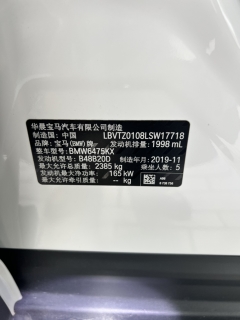 华晨宝马汽车有限公司制造
制造国：中国 LBVTZ0108LSW17718
发动机排量：1998 mL
品牌：宝马(BMW)牌
整车型号：BMW6475KX
发动机型号：B48B20D 制造年月：2019-11
最大允许总质量：2385 kg 乘坐人数：5
最大净功率：165 kW
最大允许牵引质量：-- kg